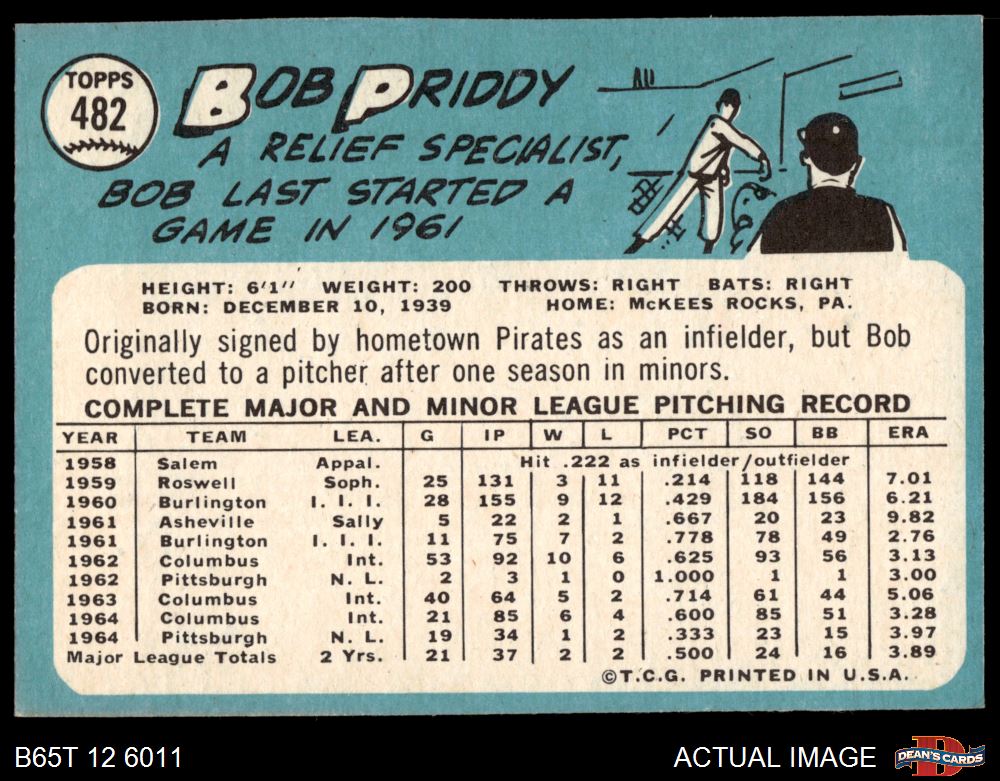 TOPPS
482
BOB PRIDDY
A RELIEF SPECIALIST,
BOB LAST STARTED A
GAME IN 1961
HEIGHT: 6'1" WEIGHT: 200 THROWS: RIGHT BATS: RIGHT
BORN: DECEMBER 10, 1939 HOME: McKEES ROCKS, PA.
Originally signed by hometown Pirates as an infielder, but Bob
converted to a pitcher after one season in minors.
COMPLETE MAJOR AND MINOR LEAGUE PITCHING RECORD
YEAR TEAM LEA. G IP W L PCT SO BB ERA
1958 Salem Appal. Hit .222 as infielder/outfielder
1959 Roswell Soph. 25 131 3 11 .214 118 144 7.01
1960 Burlington I. I. I. 28 155 9 12 .429 184 156 6.21
1961 Asheville Sally 5 22 2 1 .667 20 23 9.82
1961 Burlington I. I. I. 11 75 7 2 .778 78 49 2.76
1962 Columbus Int. 53 92 10 6 .625 93 56 3.13
1962 Pittsburgh N. L. 2 3 1 0 1.000 1 1 3.00
1963 Columbus Int. 40 64 5 2 .714 61 44 5.06
1964 Columbus Int. 21 85 6 4 .600 85 51 3.28
1964 Pittsburgh N. L. 19 34 1 2 .333 23 15 3.97
Major League Totals 2 Yrs. 21 37 2 2 .500 24 16 3.89
©T.C.G. PRINTED IN U.S.A.
B65T 12 6011 ACTUAL IMAGE
DEAN'S CARDS